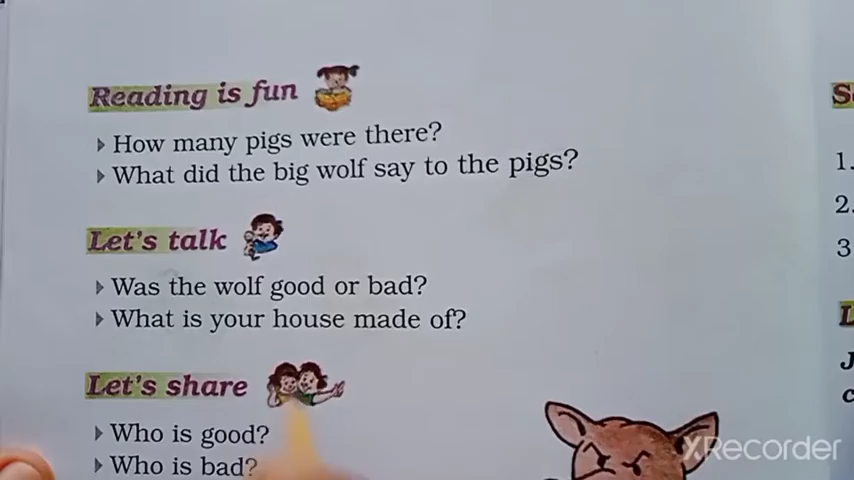 Reading is fun
How many pigs were there?
What did the big wolf say to the pigs?
Let's talk
Was the wolf good or bad?
What is your house made of?
Let's share
Who is good?
Who is bad?
S
1.
2.
3
L
J
c
XRecorder